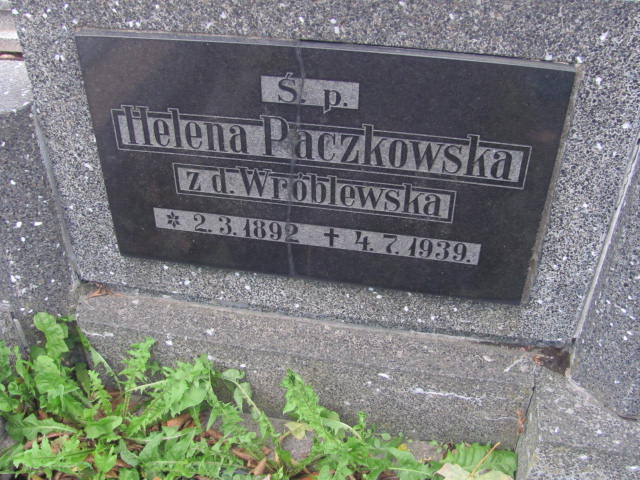 Ś. p.
Helena Paczkowska
z d. Wróblewska
* 2.3.1892 ✝ 4.7.1939.